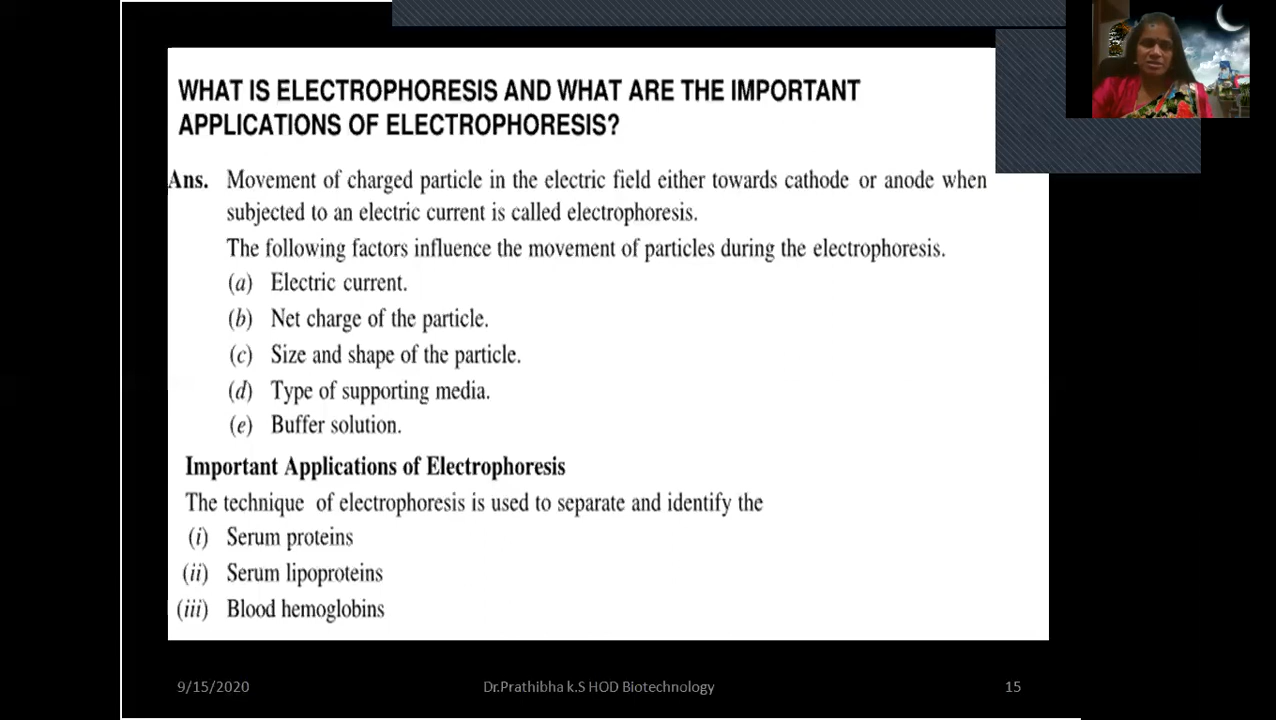 WHAT IS ELECTROPHORESIS AND WHAT ARE THE IMPORTANT
APPLICATIONS OF ELECTROPHORESIS?
Ans. Movement of charged particle in the electric field either towards cathode or anode when
subjected to an electric current is called electrophoresis.
The following factors influence the movement of particles during the electrophoresis.
(a) Electric current.
(b) Net charge of the particle.
(c) Size and shape of the particle.
(d) Type of supporting media.
(e) Buffer solution.
Important Applications of Electrophoresis
The technique of electrophoresis is used to separate and identify the
(i) Serum proteins
(ii) Serum lipoproteins
(iii) Blood hemoglobins
9/15/2020 Dr.Prathibha k.S HOD Biotechnology 15